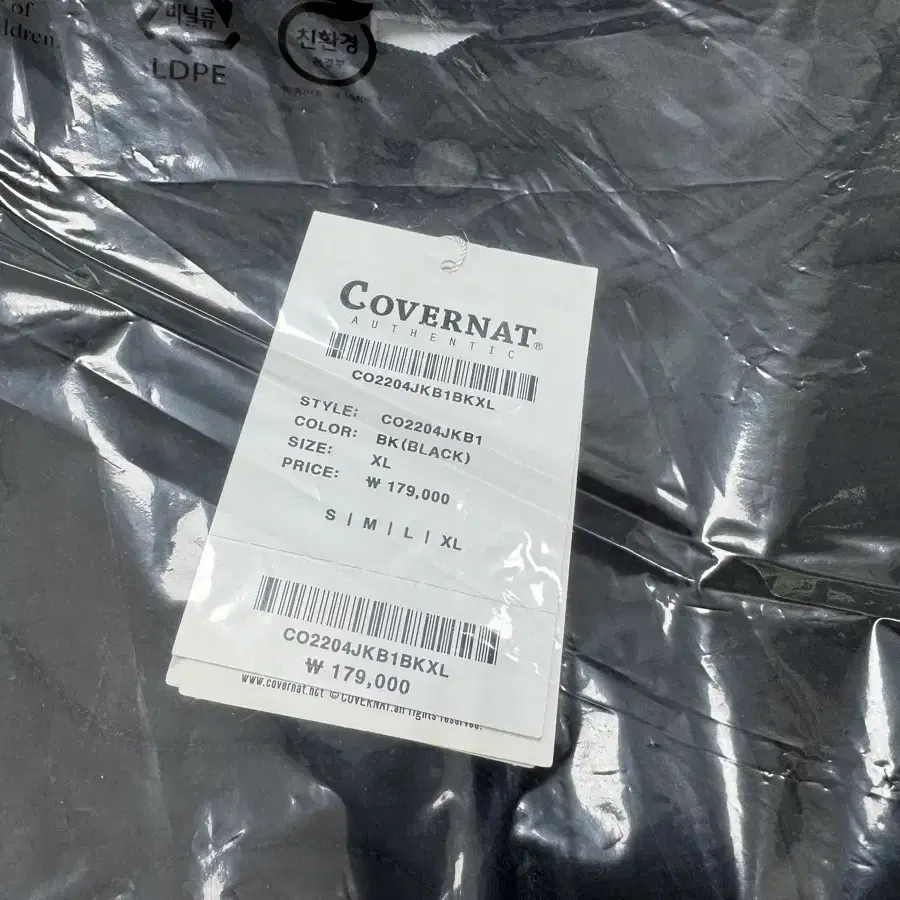 of
ldren.
비닐류
LDPE
친환경
COVERNAT®
AUTHENTIC
CO2204JKB1BKXL
STYLE: CO2204JKB1
COLOR: BK(BLACK)
SIZE: XL
PRICE: ₩ 179,000
S | M | L | XL
CO2204JKB1BKXL
₩ 179,000
www.covernat.net ©COVERNAT.all rights reserved.